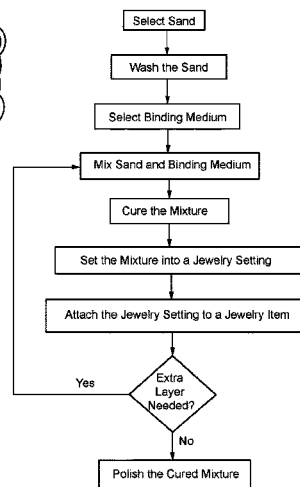 Select Sand
Wash the Sand
Select Binding Medium
Mix Sand and Binding Medium
Cure the Mixture
Set the Mixture into a Jewelry Setting
Attach the Jewelry Setting to a Jewelry Item
Yes
Extra
Layer
Needed?
No
Polish the Cured Mixture